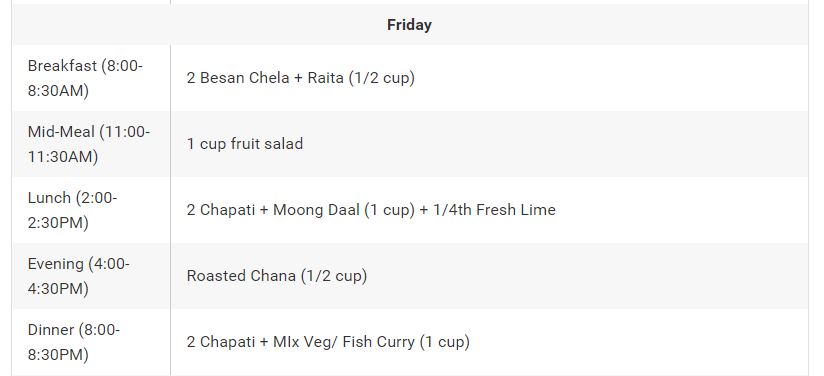 Friday
Breakfast (8:00-
8:30AM)
2 Besan Chela + Raita (1/2 cup)
Mid-Meal (11:00-
11:30AM)
1 cup fruit salad
Lunch (2:00-
2:30PM)
2 Chapati + Moong Daal (1 cup) + 1/4th Fresh Lime
Evening (4:00-
4:30PM)
Roasted Chana (1/2 cup)
Dinner (8:00-
8:30PM)
2 Chapati + MIx Veg/ Fish Curry (1 cup)